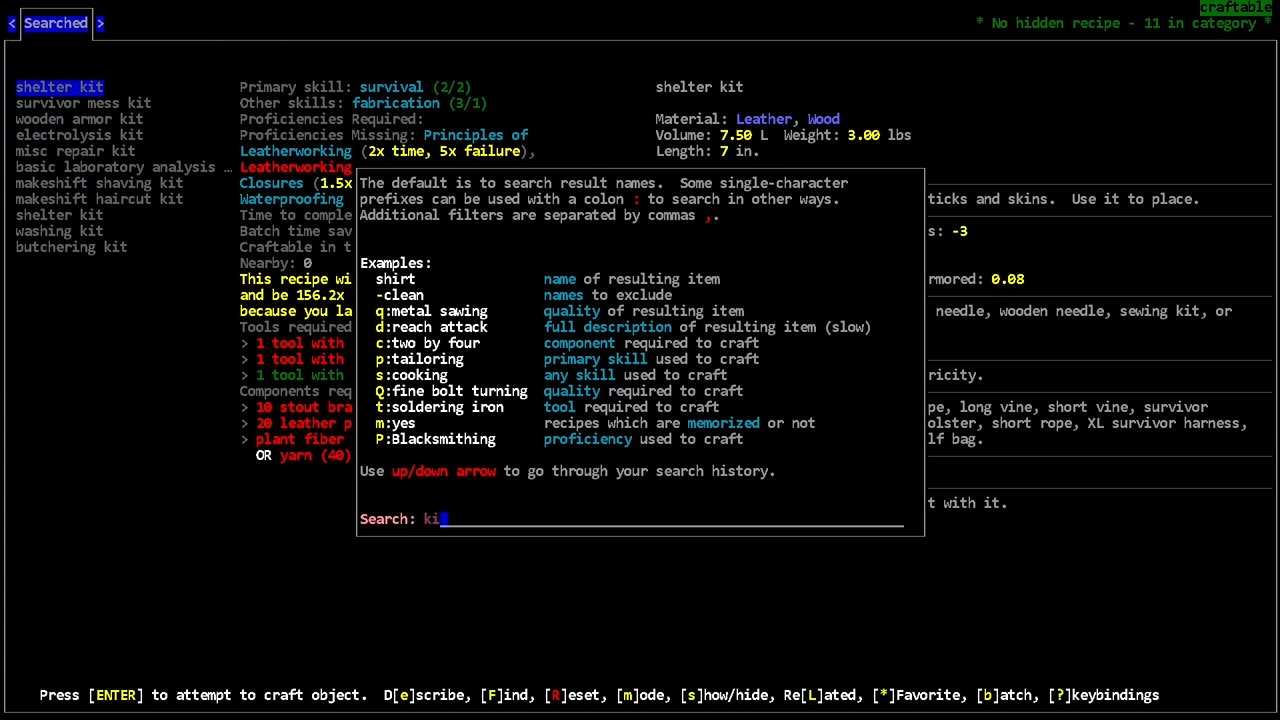 craftable
< Searched >
* No hidden recipe - 11 in category *
shelter kit
survivor mess kit
wooden armor kit
electrolysis kit
misc repair kit
basic laboratory analysis …
makeshift shaving kit
makeshift haircut kit
shelter kit
washing kit
butchering kit
Primary skill: survival (2/2)
Other skills: fabrication (3/1)
Proficiencies Required:
Proficiencies Missing: Principles of
Leatherworking (2x time, 5x failure),
Leatherworking
Closures (1.5x
Waterproofing
Time to comple
Batch time sav
Craftable in t
Nearby: 0
This recipe wi
and be 156.2x
because you la
Tools required
> 1 tool with
> 1 tool with
> 1 tool with
Components req
> 10 stout bra
> 20 leather p
> plant fiber
OR yarn (40)
shelter kit
Material: Leather, Wood
Volume: 7.50 L Weight: 3.00 lbs
Length: 7 in.
ticks and skins. Use it to place.
s: -3
rmored: 0.08
needle, wooden needle, sewing kit, or
ricity.
pe, long vine, short vine, survivor
olster, short rope, XL survivor harness,
lf bag.
t with it.
The default is to search result names. Some single-character
prefixes can be used with a colon : to search in other ways.
Additional filters are separated by commas ,.
Examples:
shirt name of resulting item
-clean names to exclude
q:metal sawing quality of resulting item
d:reach attack full description of resulting item (slow)
c:two by four component required to craft
p:tailoring primary skill used to craft
s:cooking any skill used to craft
Q:fine bolt turning quality required to craft
t:soldering iron tool required to craft
m:yes recipes which are memorized or not
P:Blacksmithing proficiency used to craft
Use up/down arrow to go through your search history.
Search: ki
Press [ENTER] to attempt to craft object. D[e]scribe, [F]ind, [R]eset, [m]ode, [s]how/hide, Re[L]ated, [*]Favorite, [b]atch, [?]keybindings